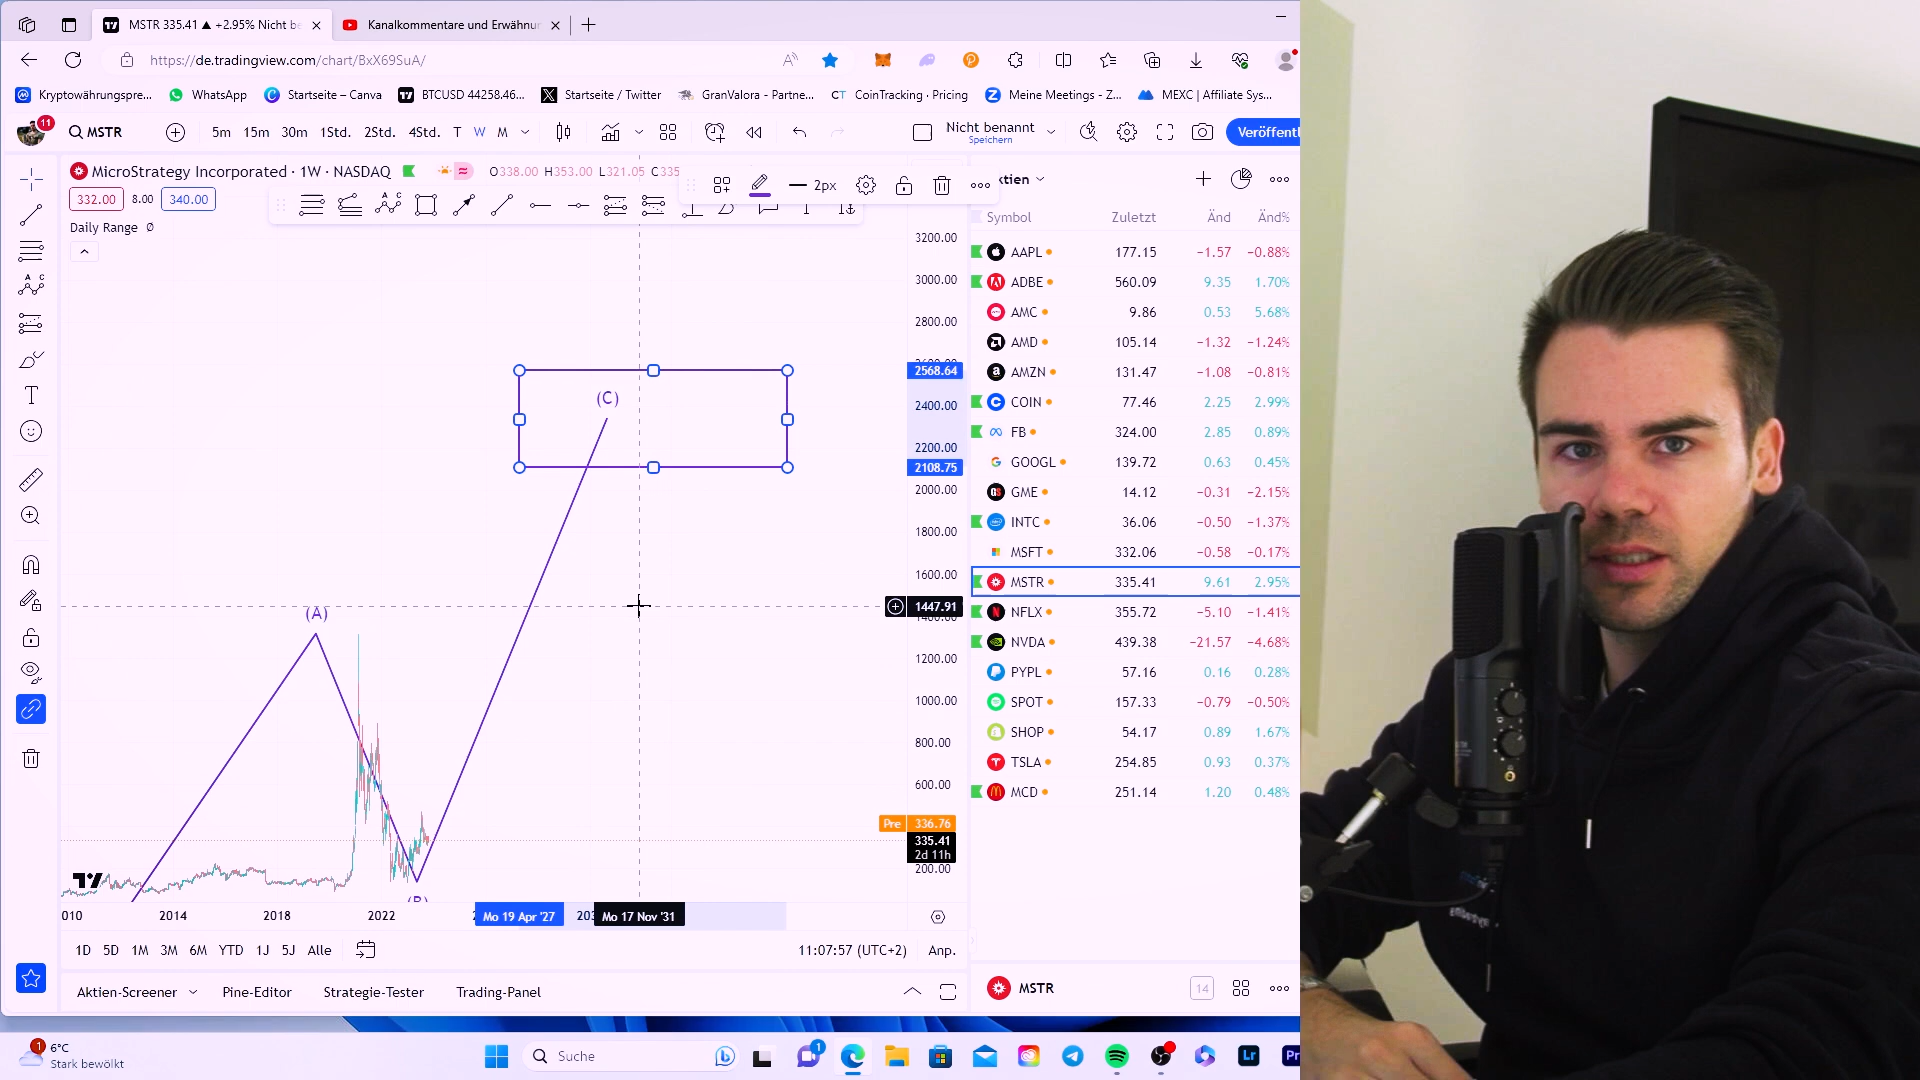 MSTR 335.41 ▲ +2.95% Nicht be
Kanalkommentare und Erwähnun
https://de.tradingview.com/chart/BxX69SuA/
Kryptowährungspre...
WhatsApp
Startseite – Canva
BTCUSD 44258.46...
Startseite / Twitter
GranValora - Partne...
CoinTracking · Pricing
Meine Meetings - Z...
MEXC | Affiliate Sys...
11
MSTR
5m 15m 30m 1Std. 2Std. 4Std. T W M
Nicht benannt
Speichern
Veröffentl
MicroStrategy Incorporated · 1W · NASDAQ
O338.00 H353.00 L321.05 C335
332.00 8.00 340.00
2px
Daily Range
ktien
Symbol Zuletzt Änd Änd%
AAPL 177.15 −1.57 −0.88%
ADBE 560.09 9.35 1.70%
AMC 9.86 0.53 5.68%
AMD 105.14 −1.32 −1.24%
AMZN 131.47 −1.08 −0.81%
COIN 77.46 2.25 2.99%
FB 324.00 2.85 0.89%
GOOGL 139.72 0.63 0.45%
GME 14.12 −0.31 −2.15%
INTC 36.06 −0.50 −1.37%
MSFT 332.06 −0.58 −0.17%
MSTR 335.41 9.61 2.95%
NFLX 355.72 −5.10 −1.41%
NVDA 439.38 −21.57 −4.68%
PYPL 57.16 0.16 0.28%
SPOT 157.33 −0.79 −0.50%
SHOP 54.17 0.89 1.67%
TSLA 254.85 0.93 0.37%
MCD 251.14 1.20 0.48%
3200.00
3000.00
2800.00
2568.64
2400.00
2200.00
2108.75
2000.00
1800.00
1600.00
1447.91
1400.00
1200.00
1000.00
800.00
600.00
Pre 336.76
335.41
2d 11h
200.00
(C)
(A)
(B)
010 2014 2018 2022 Mo 19 Apr '27 Mo 17 Nov '31
1D 5D 1M 3M 6M YTD 1J 5J Alle
11:07:57 (UTC+2) Anp.
Aktien-Screener Pine-Editor Strategie-Tester Trading-Panel
MSTR 14
1
6°C
Stark bewölkt
Suche
1
Lr
Pr